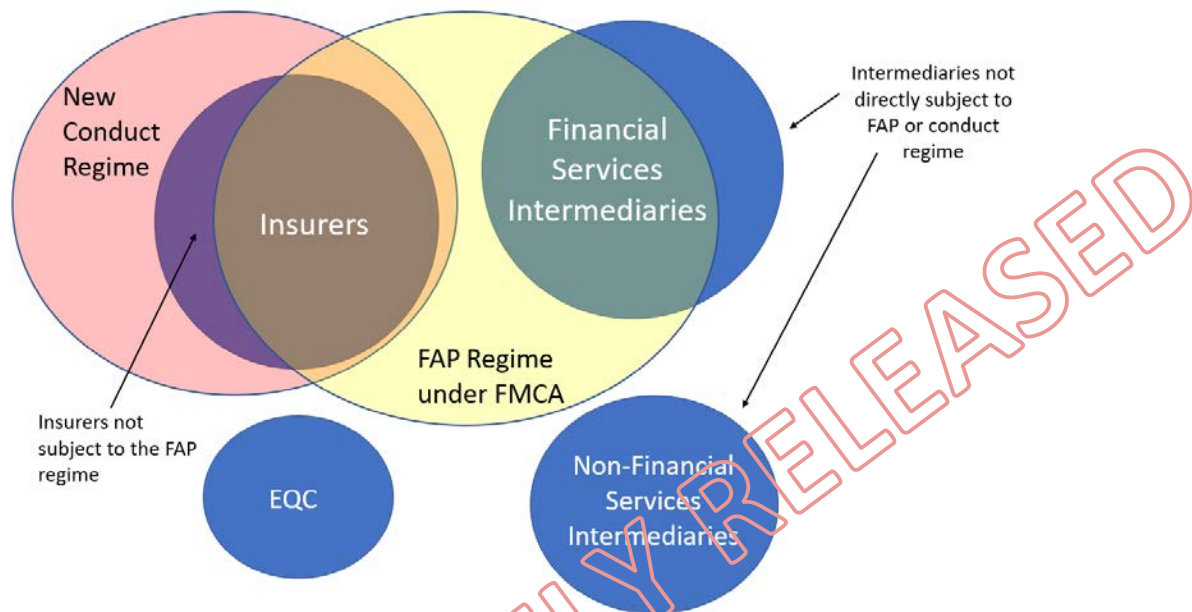 New
Conduct
Regime
Insurers
Financial
Services
Intermediaries
Intermediaries not
directly subject to
FAP or conduct
regime
FAP Regime
under FMCA
Insurers not
subject to the FAP
regime
EQC
Non-Financial
Services
Intermediaries
LY RELEASED